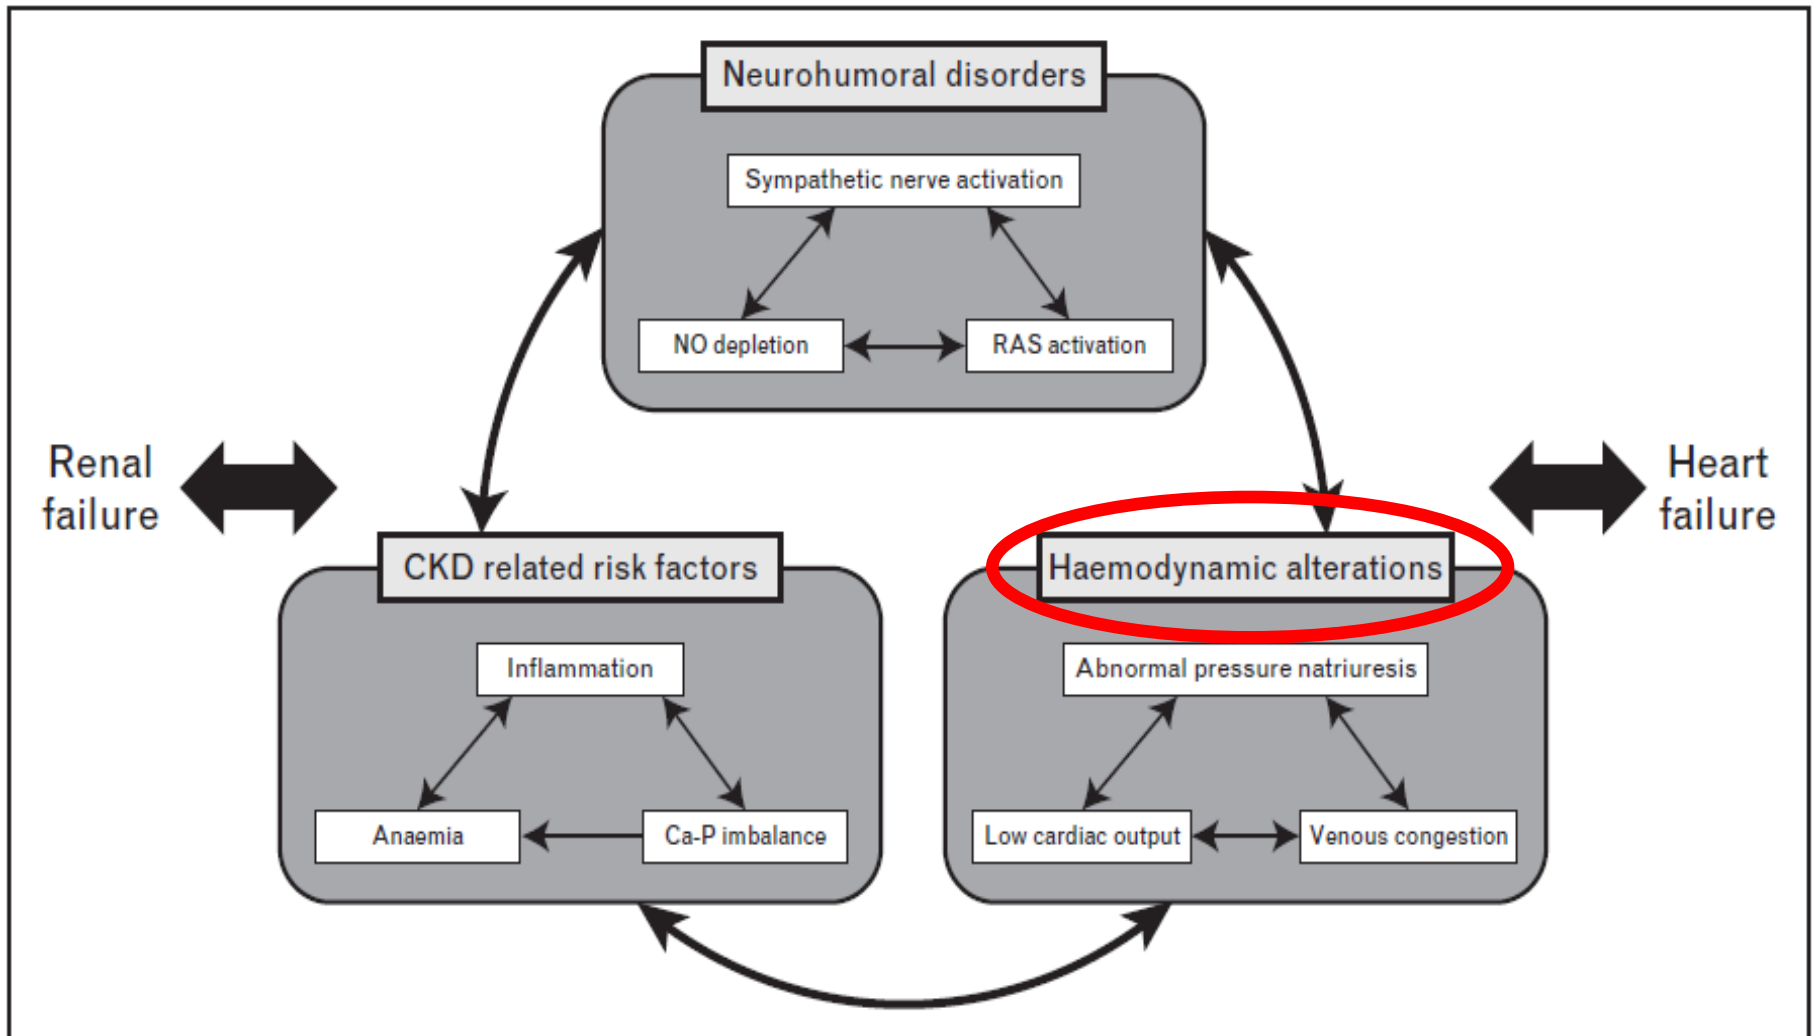 Neurohumoral disorders
Sympathetic nerve activation
NO depletion
RAS activation
Renal
failure
Heart
failure
CKD related risk factors
Inflammation
Anaemia
Ca-P imbalance
Haemodynamic alterations
Abnormal pressure natriuresis
Low cardiac output
Venous congestion